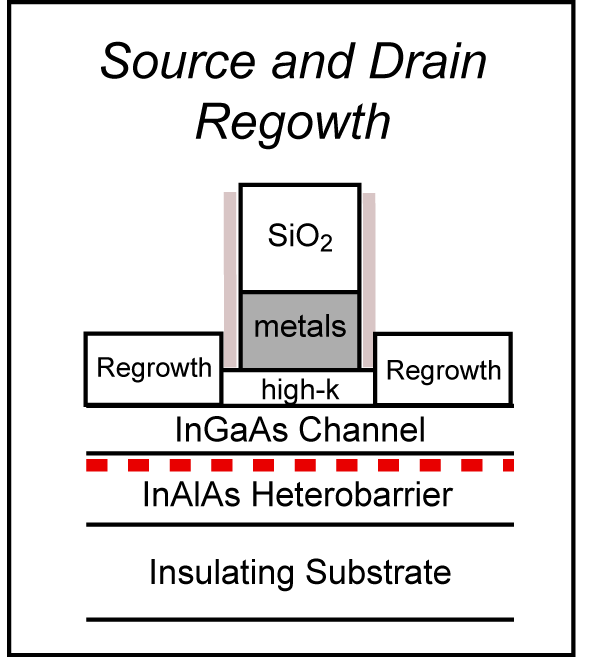 Source and Drain
Regowth
SiO₂
metals
Regrowth
high-k
Regrowth
InGaAs Channel
InAlAs Heterobarrier
Insulating Substrate